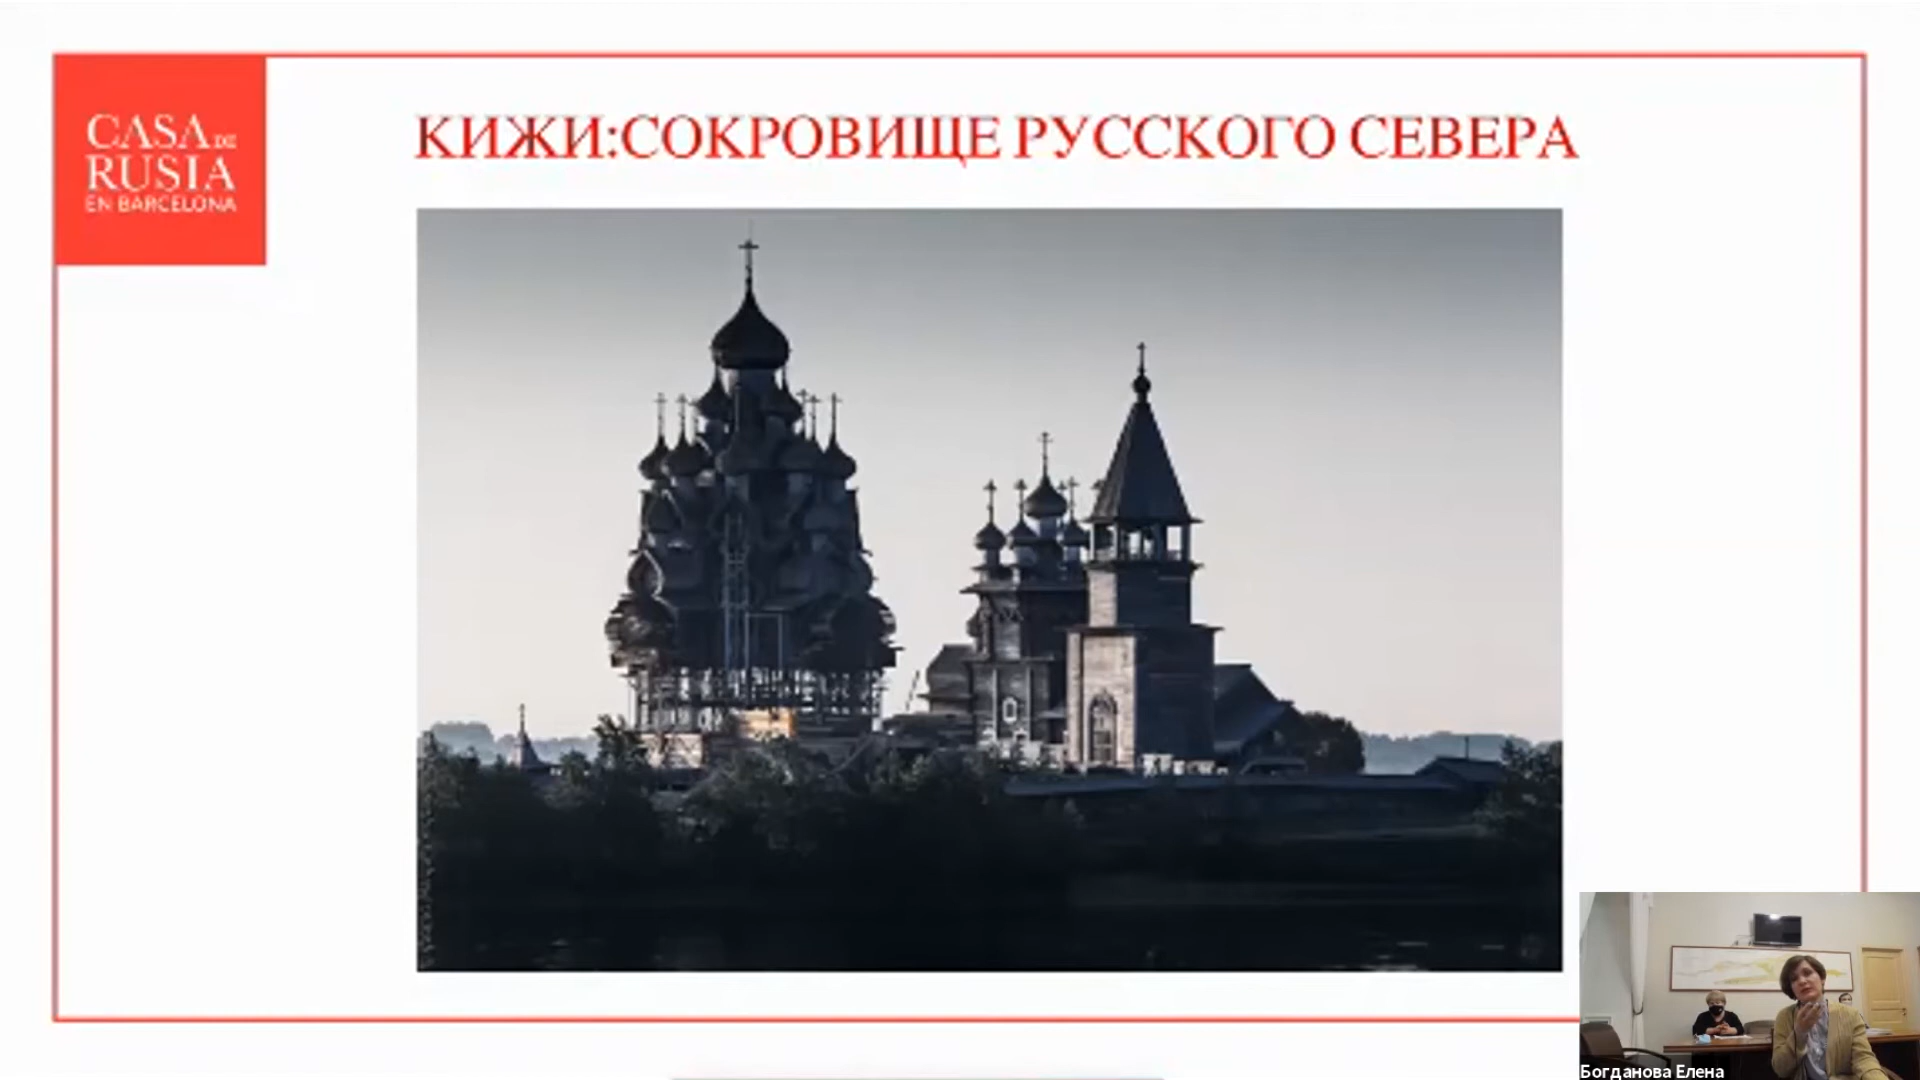 CASA DE
RUSIA
EN BARCELONA
КИЖИ:СОКРОВИЩЕ РУССКОГО СЕВЕРА
Богданова Елена